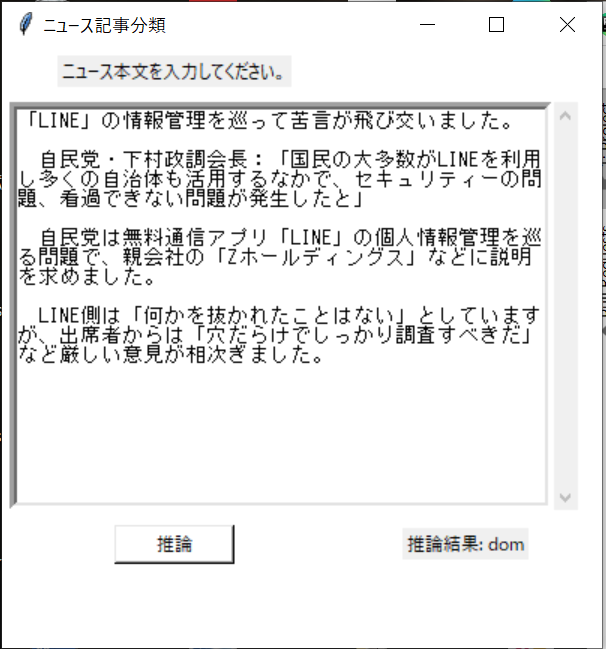 ニュース記事分類
ニュース本文を入力してください。
「LINE」の情報管理を巡って苦言が飛び交いました。
　自民党・下村政調会長：「国民の大多数がLINEを利用
し多くの自治体も活用するなかで、セキュリティーの問
題、看過できない問題が発生したと」
　自民党は無料通信アプリ「LINE」の個人情報管理を巡
る問題で、親会社の「Zホールディングス」などに説明
を求めました。
　LINE側は「何かを抜かれたことはない」としています
が、出席者からは「穴だらけでしっかり調査すべきだ」
など厳しい意見が相次ぎました。
推論
推論結果: dom